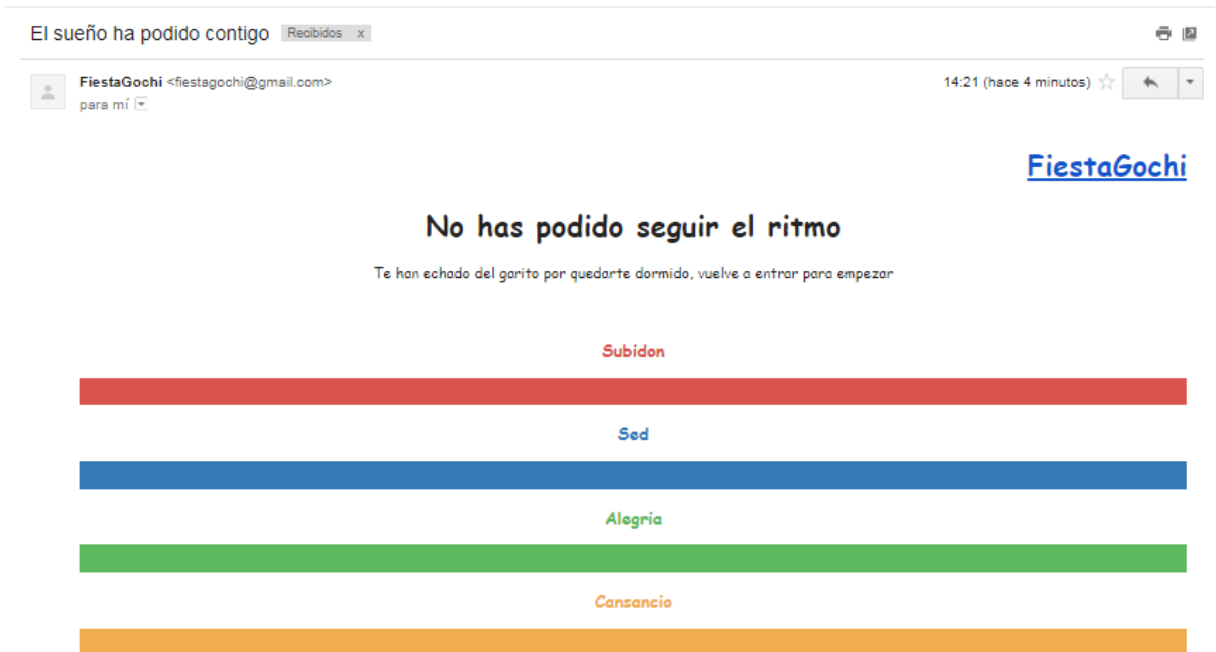 El sueño ha podido contigo Recibidos x
FiestaGochi <fiestagochi@gmail.com> 14:21 (hace 4 minutos)
para mí
FiestaGochi
No has podido seguir el ritmo
Te han echado del garito por quedarte dormido, vuelve a entrar para empezar
Subidon
Sed
Alegria
Cansancio